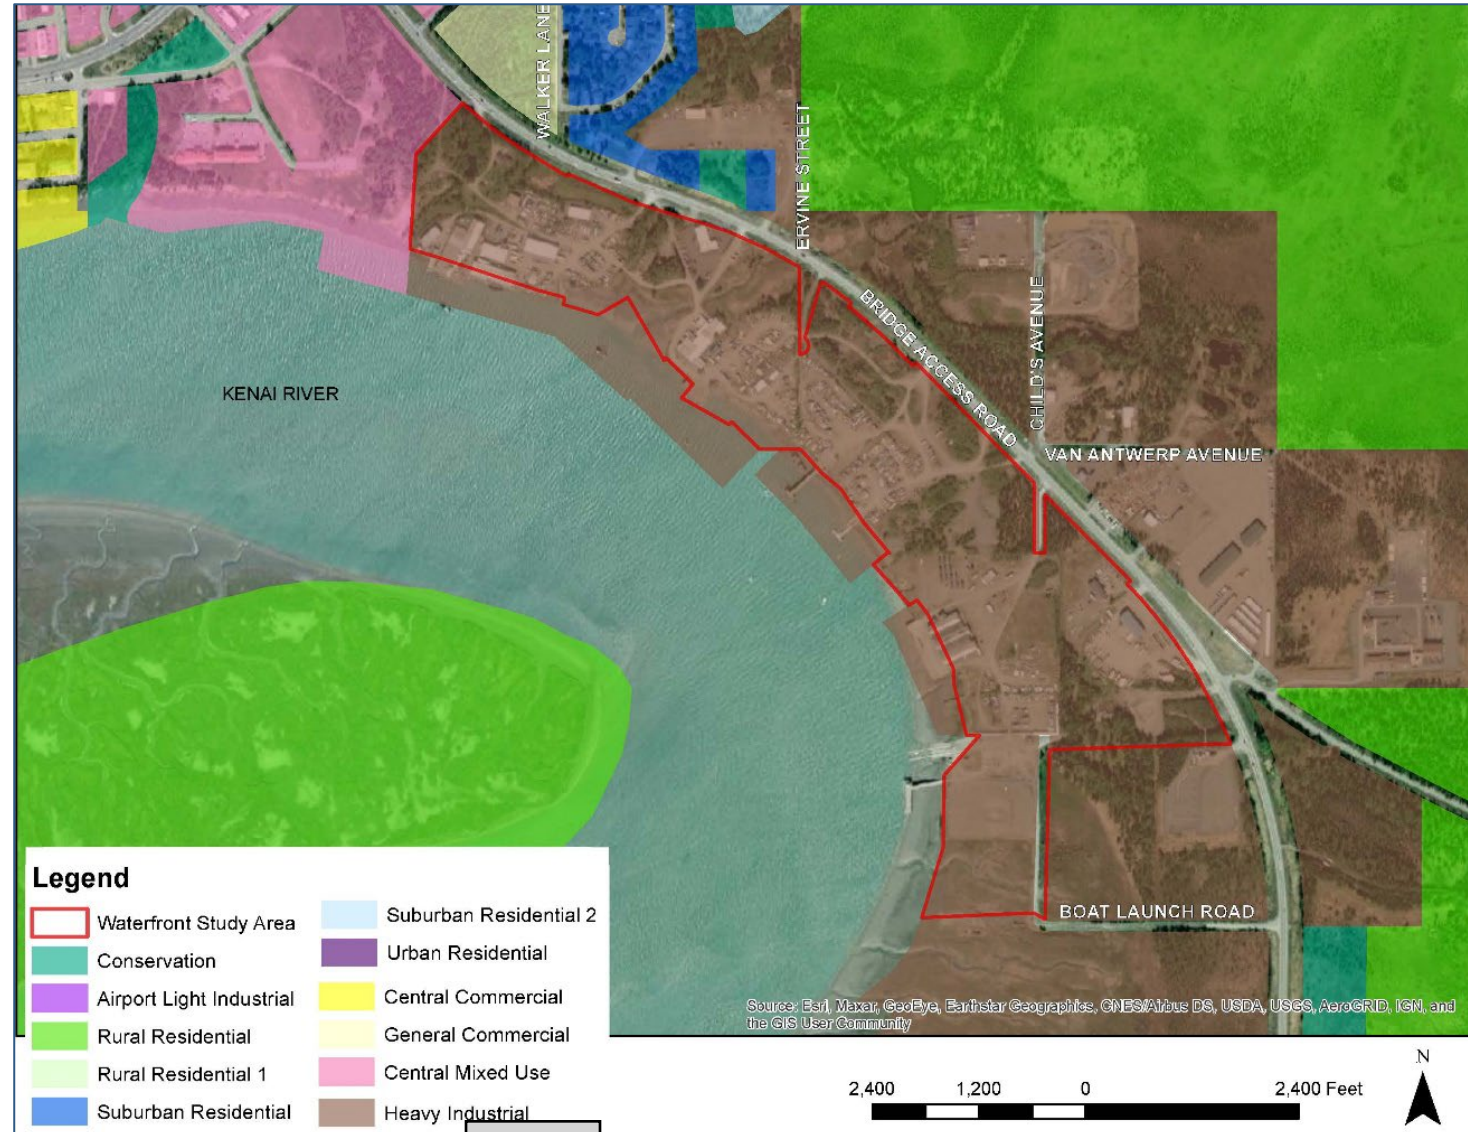 WALKER LANE
ERVINE STREET
BRIDGE ACCESS ROAD
CHILD'S AVENUE
KENAI RIVER
VAN ANTWERP AVENUE
BOAT LAUNCH ROAD
Source: Esri, Maxar, GeoEye, Earthstar Geographics, CNES/Airbus DS, USDA, USGS, AeroGRID, IGN, and
the GIS User Community
Legend
Waterfront Study Area
Conservation
Airport Light Industrial
Rural Residential
Rural Residential 1
Suburban Residential
Suburban Residential 2
Urban Residential
Central Commercial
General Commercial
Central Mixed Use
Heavy Industrial
N
2,400 1,200 0 2,400 Feet